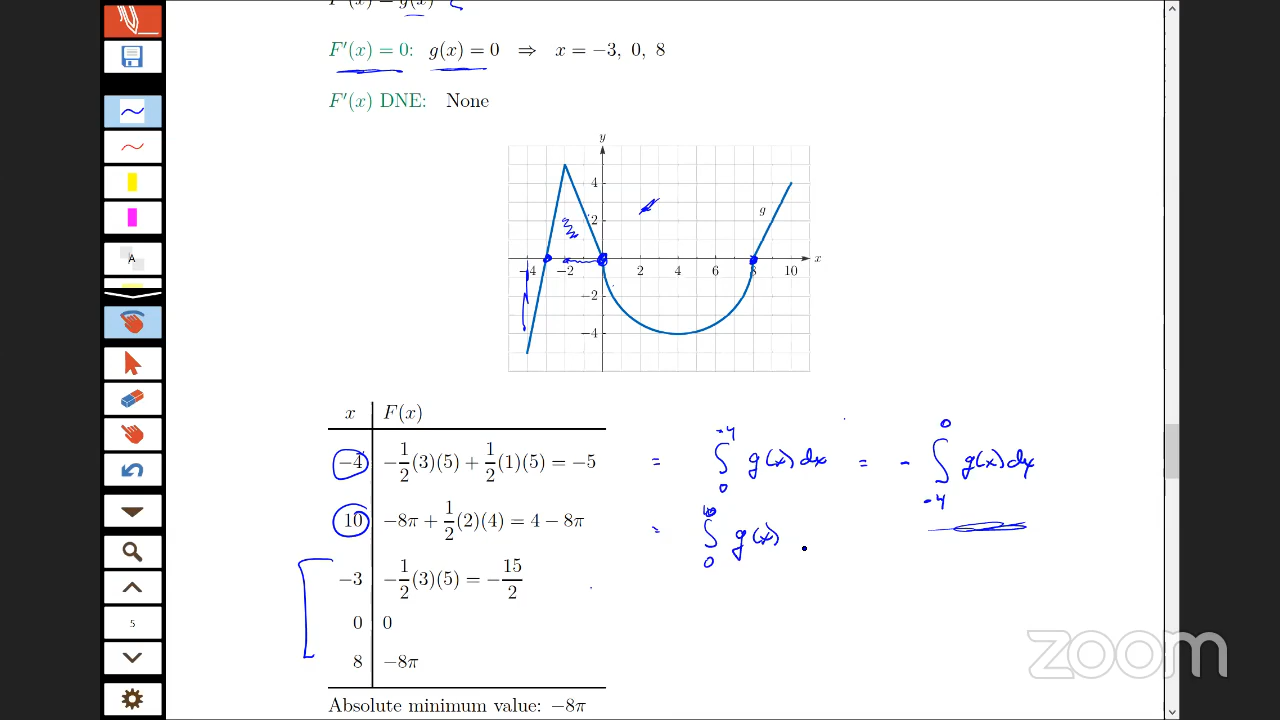 F′(x) = g(x)
F′(x) = 0: g(x) = 0 ⇒ x = −3, 0, 8
F′(x) DNE: None
y
4
2
g
x
−4 −2 2 4 6 8 10
−2
−4
x F(x)
−4 −1/2(3)(5) + 1/2(1)(5) = −5 = ∫₀⁻⁴ g(x) dx = − ∫₋₄⁰ g(x) dx
10 −8π + 1/2(2)(4) = 4 − 8π = ∫₀¹⁰ g(x)
−3 −1/2(3)(5) = −15/2
0 0
8 −8π
Absolute minimum value: −8π
A
5
zoom